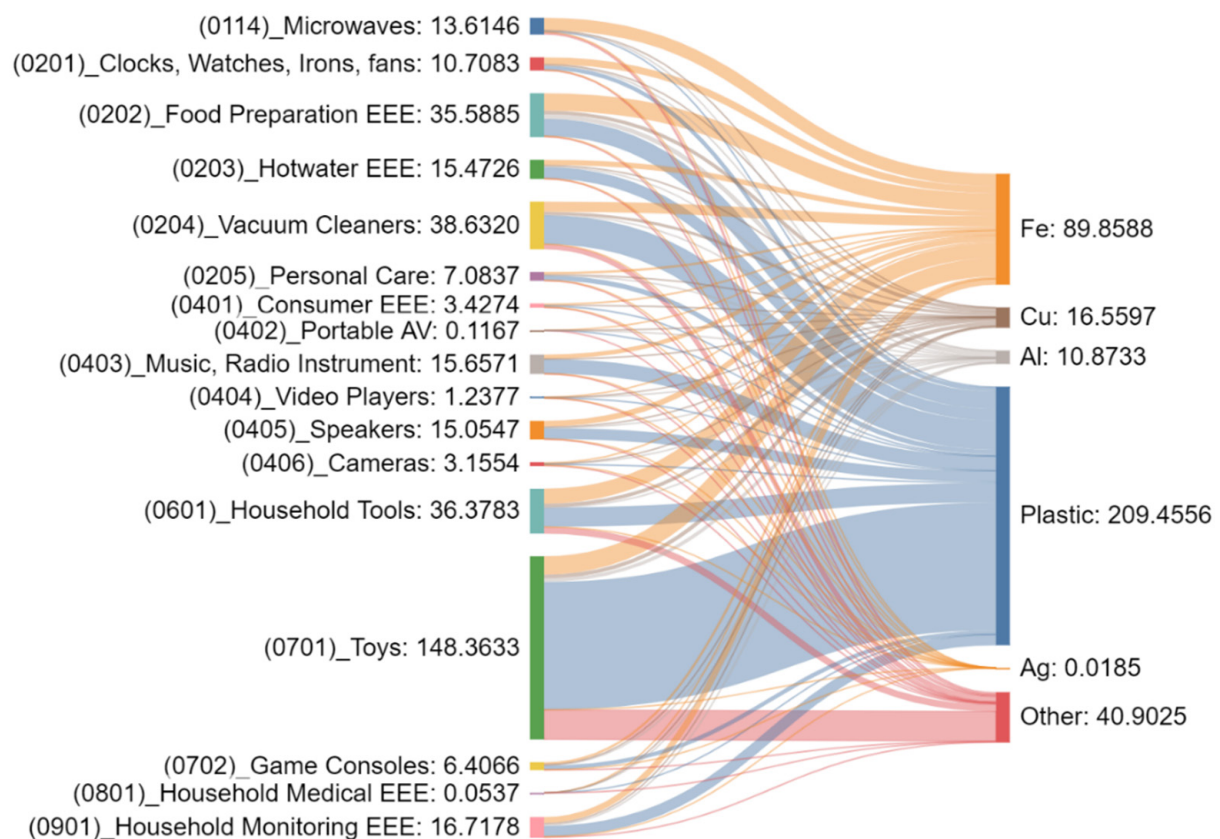 (0114)_Microwaves: 13.6146
(0201)_Clocks, Watches, Irons, fans: 10.7083
(0202)_Food Preparation EEE: 35.5885
(0203)_Hotwater EEE: 15.4726
(0204)_Vacuum Cleaners: 38.6320
(0205)_Personal Care: 7.0837
(0401)_Consumer EEE: 3.4274
(0402)_Portable AV: 0.1167
(0403)_Music, Radio Instrument: 15.6571
(0404)_Video Players: 1.2377
(0405)_Speakers: 15.0547
(0406)_Cameras: 3.1554
(0601)_Household Tools: 36.3783
(0701)_Toys: 148.3633
(0702)_Game Consoles: 6.4066
(0801)_Household Medical EEE: 0.0537
(0901)_Household Monitoring EEE: 16.7178
Fe: 89.8588
Cu: 16.5597
Al: 10.8733
Plastic: 209.4556
Ag: 0.0185
Other: 40.9025